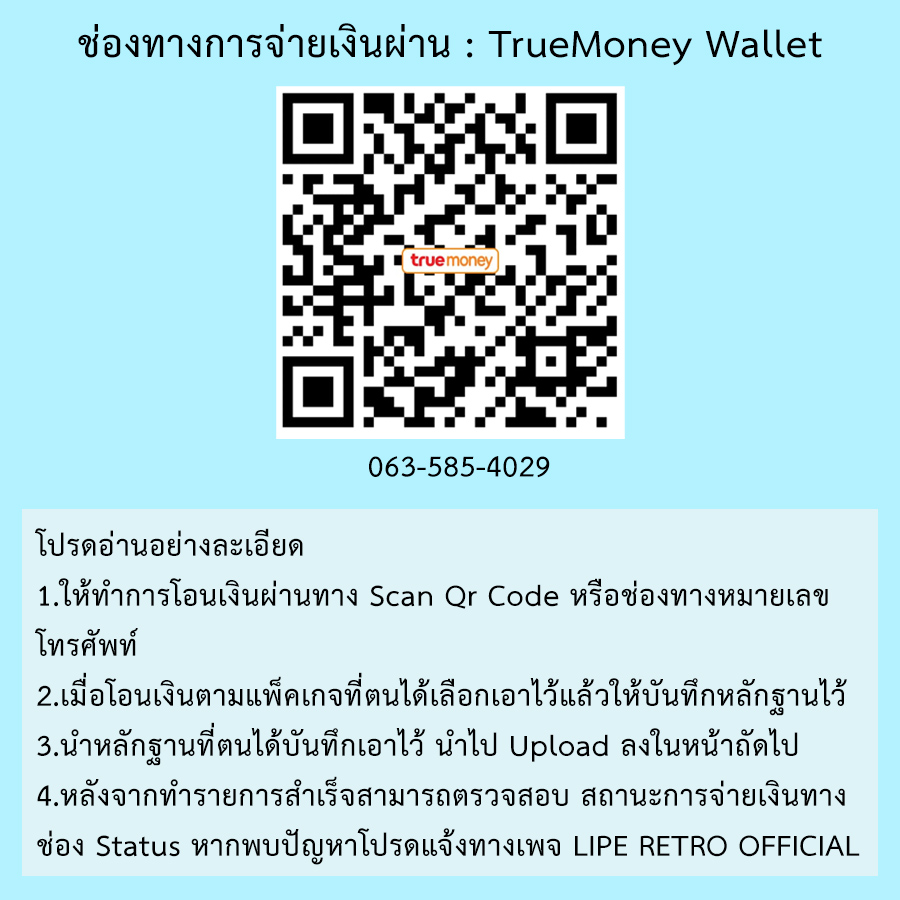 ช่องทางการจ่ายเงินผ่าน : TrueMoney Wallet
truemoney
063-585-4029
โปรดอ่านอย่างละเอียด
1.ให้ทำการโอนเงินผ่านทาง Scan Qr Code หรือช่องทางหมายเลข
โทรศัพท์
2.เมื่อโอนเงินตามแพ็คเกจที่ตนได้เลือกเอาไว้แล้วให้บันทึกหลักฐานไว้
3.นำหลักฐานที่ตนได้บันทึกเอาไว้ นำไป Upload ลงในหน้าถัดไป
4.หลังจากทำรายการสำเร็จสามารถตรวจสอบ สถานะการจ่ายเงินทาง
ช่อง Status หากพบปัญหาโปรดแจ้งทางเพจ LIPE RETRO OFFICIAL